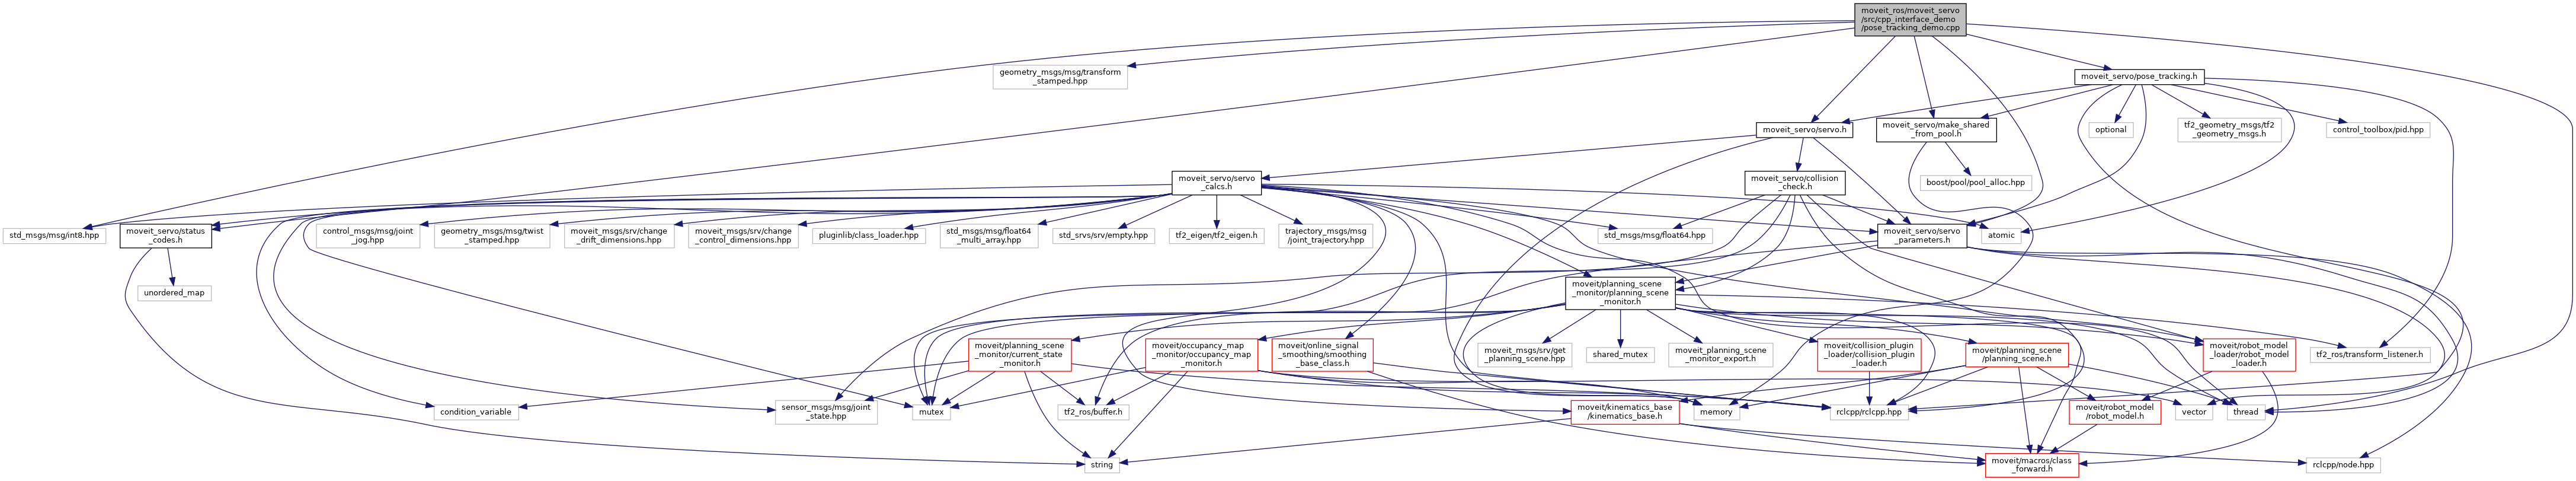 moveit_ros/moveit_servo
/src/cpp_interface_demo
/pose_tracking_demo.cpp
geometry_msgs/msg/transform
_stamped.hpp
moveit_servo/pose_tracking.h
moveit_servo/servo.h
moveit_servo/make_shared
_from_pool.h
optional
tf2_geometry_msgs/tf2
_geometry_msgs.h
control_toolbox/pid.hpp
moveit_servo/servo
_calcs.h
moveit_servo/collision
_check.h
boost/pool/pool_alloc.hpp
std_msgs/msg/int8.hpp
moveit_servo/status
_codes.h
control_msgs/msg/joint
_jog.hpp
geometry_msgs/msg/twist
_stamped.hpp
moveit_msgs/srv/change
_drift_dimensions.hpp
moveit_msgs/srv/change
_control_dimensions.hpp
pluginlib/class_loader.hpp
std_msgs/msg/float64
_multi_array.hpp
std_srvs/srv/empty.hpp
tf2_eigen/tf2_eigen.h
trajectory_msgs/msg
/joint_trajectory.hpp
std_msgs/msg/float64.hpp
moveit_servo/servo
_parameters.h
atomic
unordered_map
moveit/planning_scene
_monitor/planning_scene
_monitor.h
moveit/planning_scene
_monitor/current_state
_monitor.h
moveit/occupancy_map
_monitor/occupancy_map
_monitor.h
moveit/online_signal
_smoothing/smoothing
_base_class.h
moveit_msgs/srv/get
_planning_scene.hpp
shared_mutex
moveit_planning_scene
_monitor_export.h
moveit/collision_plugin
_loader/collision_plugin
_loader.h
moveit/planning_scene
/planning_scene.h
moveit/robot_model
_loader/robot_model
_loader.h
tf2_ros/transform_listener.h
condition_variable
sensor_msgs/msg/joint
_state.hpp
mutex
tf2_ros/buffer.h
moveit/kinematics_base
/kinematics_base.h
memory
rclcpp/rclcpp.hpp
moveit/robot_model
/robot_model.h
vector
thread
string
moveit/macros/class
_forward.h
rclcpp/node.hpp